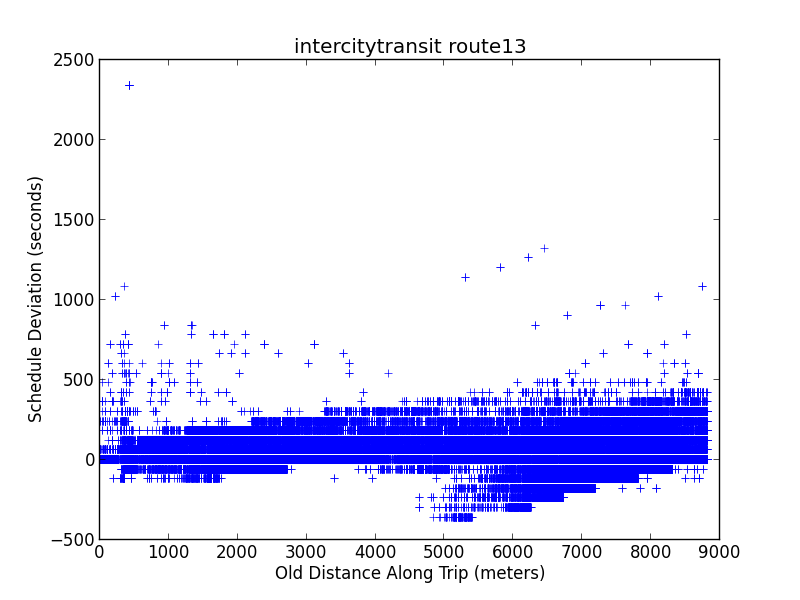 intercitytransit route13
2500
2000
1500
1000
500
0
−500
Schedule Deviation (seconds)
0 1000 2000 3000 4000 5000 6000 7000 8000 9000
Old Distance Along Trip (meters)